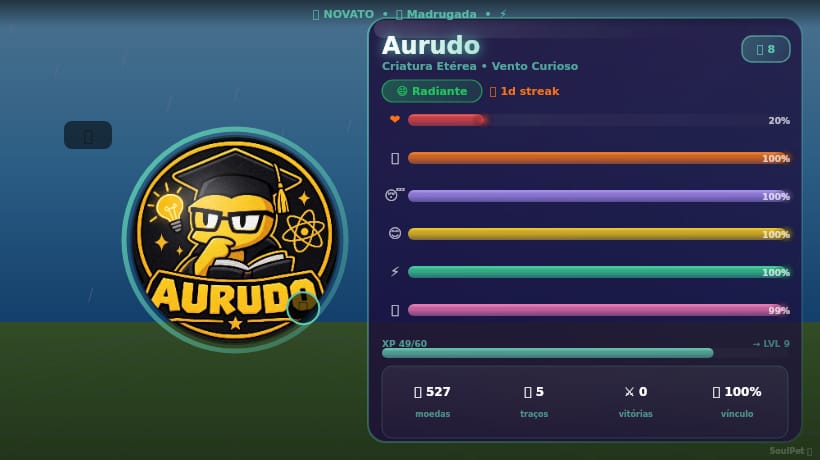 NOVATO • Madrugada • ⚡
Aurudo
8
Criatura Etérea • Vento Curioso
😄 Radiante
1d streak
❤ 20%
100%
😴 100%
😊 100%
⚡ 100%
99%
AURUDO
XP 49/60
→ LVL 9
527
5
⚔ 0
100%
moedas
traços
vitórias
vínculo
SoulPet